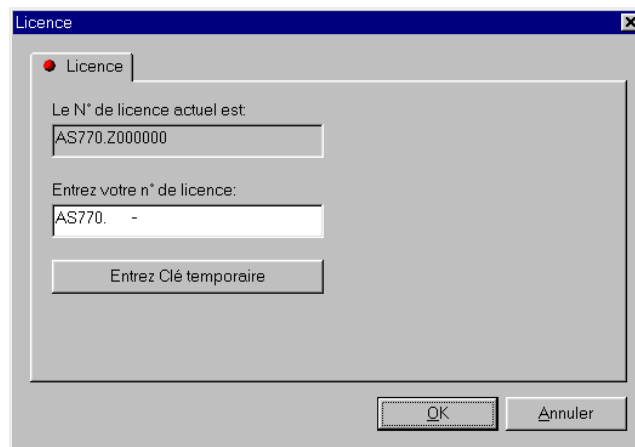 Licence
Licence
Le N° de licence actuel est:
AS770.Z000000
Entrez votre n° de licence:
AS770. -
Entrez Clé temporaire
OK
Annuler